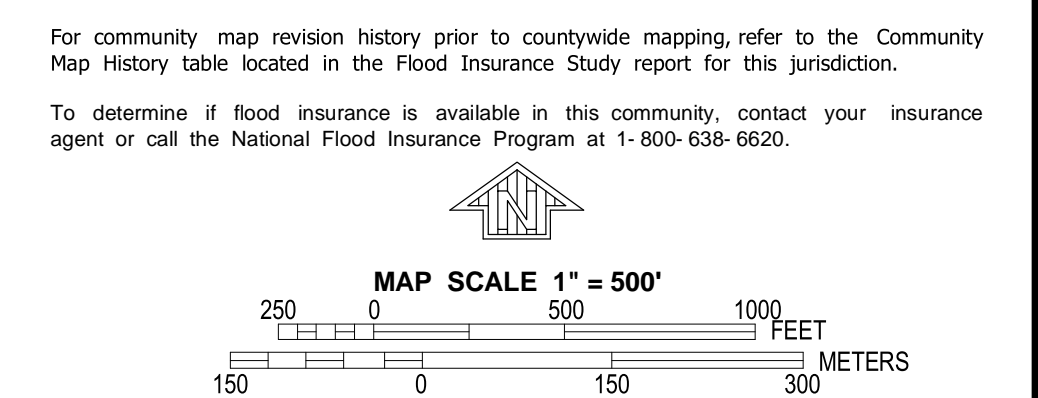 For community map revision history prior to countywide mapping, refer to the Community
Map History table located in the Flood Insurance Study report for this jurisdiction.
To determine if flood insurance is available in this community, contact your insurance
agent or call the National Flood Insurance Program at 1- 800- 638- 6620.
N
MAP SCALE 1" = 500'
250 0 500 1000
FEET
METERS
150 0 150 300